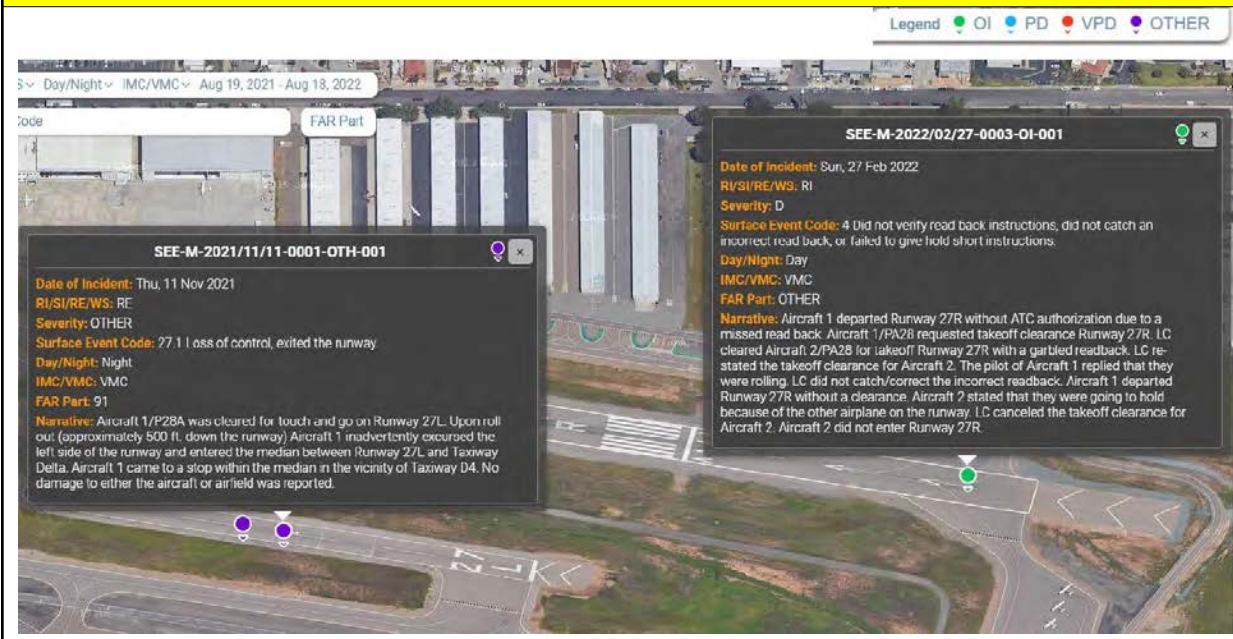 Legend OI PD VPD OTHER
Day/Night IMC/VMC Aug 19, 2021 - Aug 18, 2022
Code
FAR Part
SEE-M-2022/02/27-0003-OI-001
Date of Incident: Sun, 27 Feb 2022
RI/SI/RE/WS: RI
Severity: D
Surface Event Code: 4 Did not verify read back instructions, did not catch an
incorrect read back, or failed to give hold short instructions.
Day/Night: Day
IMC/VMC: VMC
FAR Part: OTHER
Narrative: Aircraft 1 departed Runway 27R without ATC authorization due to a
missed read back. Aircraft 1/PA28 requested takeoff clearance Runway 27R. LC
cleared Aircraft 2/PA28 for takeoff Runway 27R with a garbled readback. LC re-
stated the takeoff clearance for Aircraft 2. The pilot of Aircraft 1 replied that they
were rolling. LC did not catch/correct the incorrect readback. Aircraft 1 departed
Runway 27R without a clearance. Aircraft 2 stated that they were going to hold
because of the other airplane on the runway. LC canceled the takeoff clearance for
Aircraft 2. Aircraft 2 did not enter Runway 27R.
SEE-M-2021/11/11-0001-OTH-001
Date of Incident: Thu, 11 Nov 2021
RI/SI/RE/WS: RE
Severity: OTHER
Surface Event Code: 27.1 Loss of control, exited the runway
Day/Night: Night
IMC/VMC: VMC
FAR Part: 91
Narrative: Aircraft 1/P28A was cleared for touch and go on Runway 27L. Upon roll
out (approximately 500 ft. down the runway) Aircraft 1 inadvertently excursed the
left side of the runway and entered the median between Runway 27L and Taxiway
Delta. Aircraft 1 came to a stop within the median in the vicinity of Taxiway D4. No
damage to either the aircraft or airfield was reported.
27
L